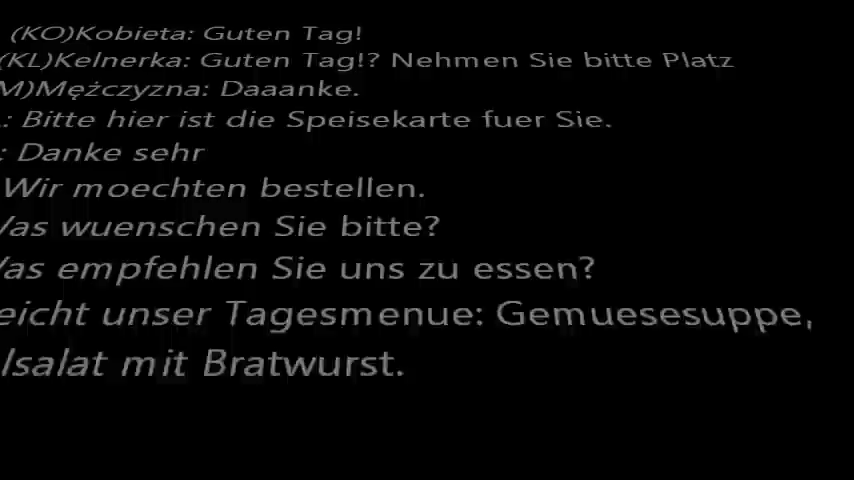 (KO)Kobieta: Guten Tag!
(KL)Kelnerka: Guten Tag!? Nehmen Sie bitte Platz
M)Mężczyzna: Daaanke.
.: Bitte hier ist die Speisekarte fuer Sie.
: Danke sehr
Wir moechten bestellen.
Was wuenschen Sie bitte?
Was empfehlen Sie uns zu essen?
eicht unser Tagesmenue: Gemuesesuppe,
lsalat mit Bratwurst.